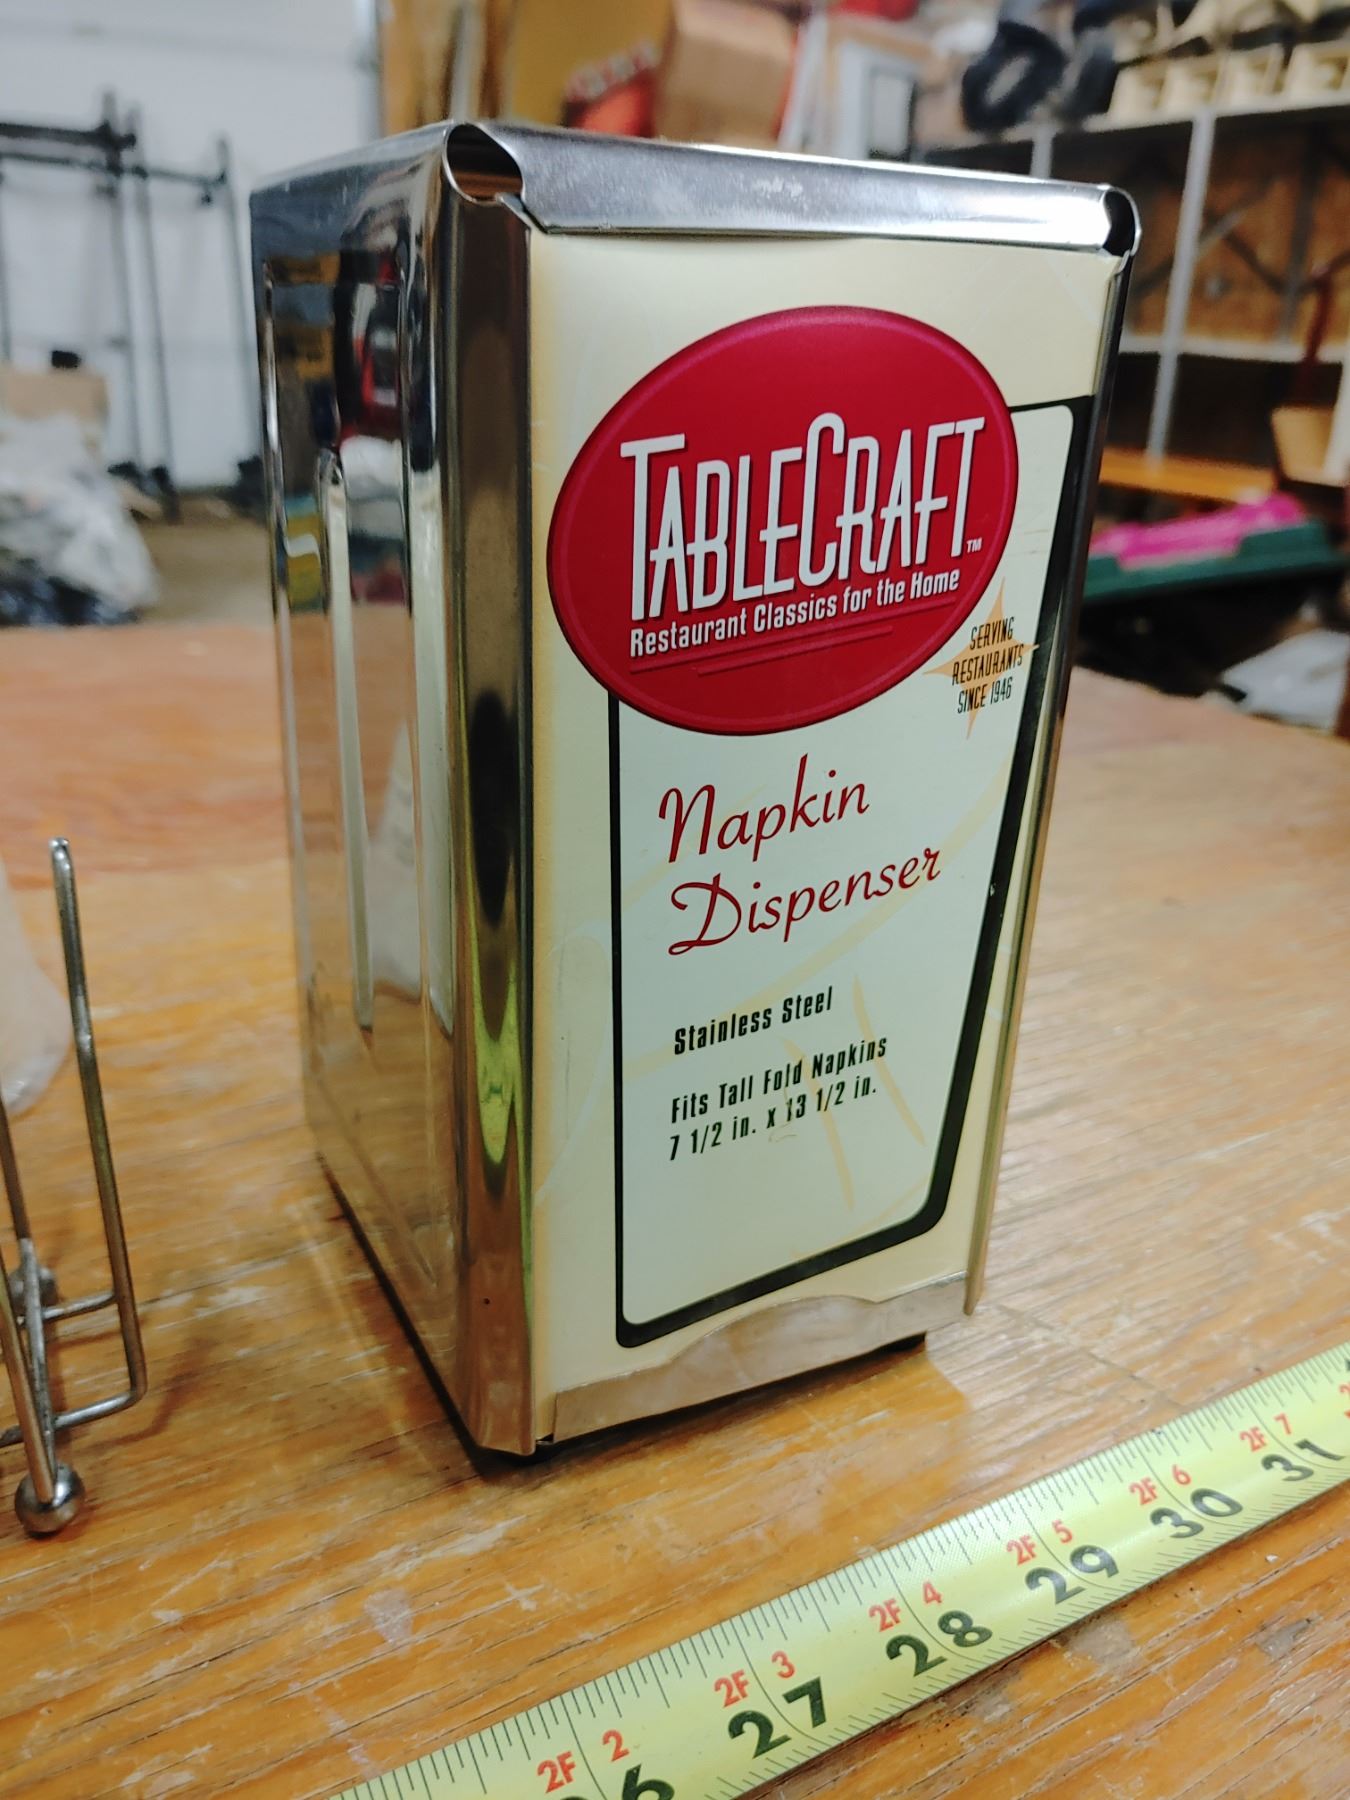 TABLECRAFT™
Restaurant Classics for the Home
SERVING
RESTAURANTS
SINCE 1946
Napkin
Dispenser
Stainless Steel
Fits Tall Fold Napkins
7 1/2 in. x 13 1/2 in.
2F 2 2F 3 2F 4 2F 5 2F 6 2F 7
6 27 28 29 30 31